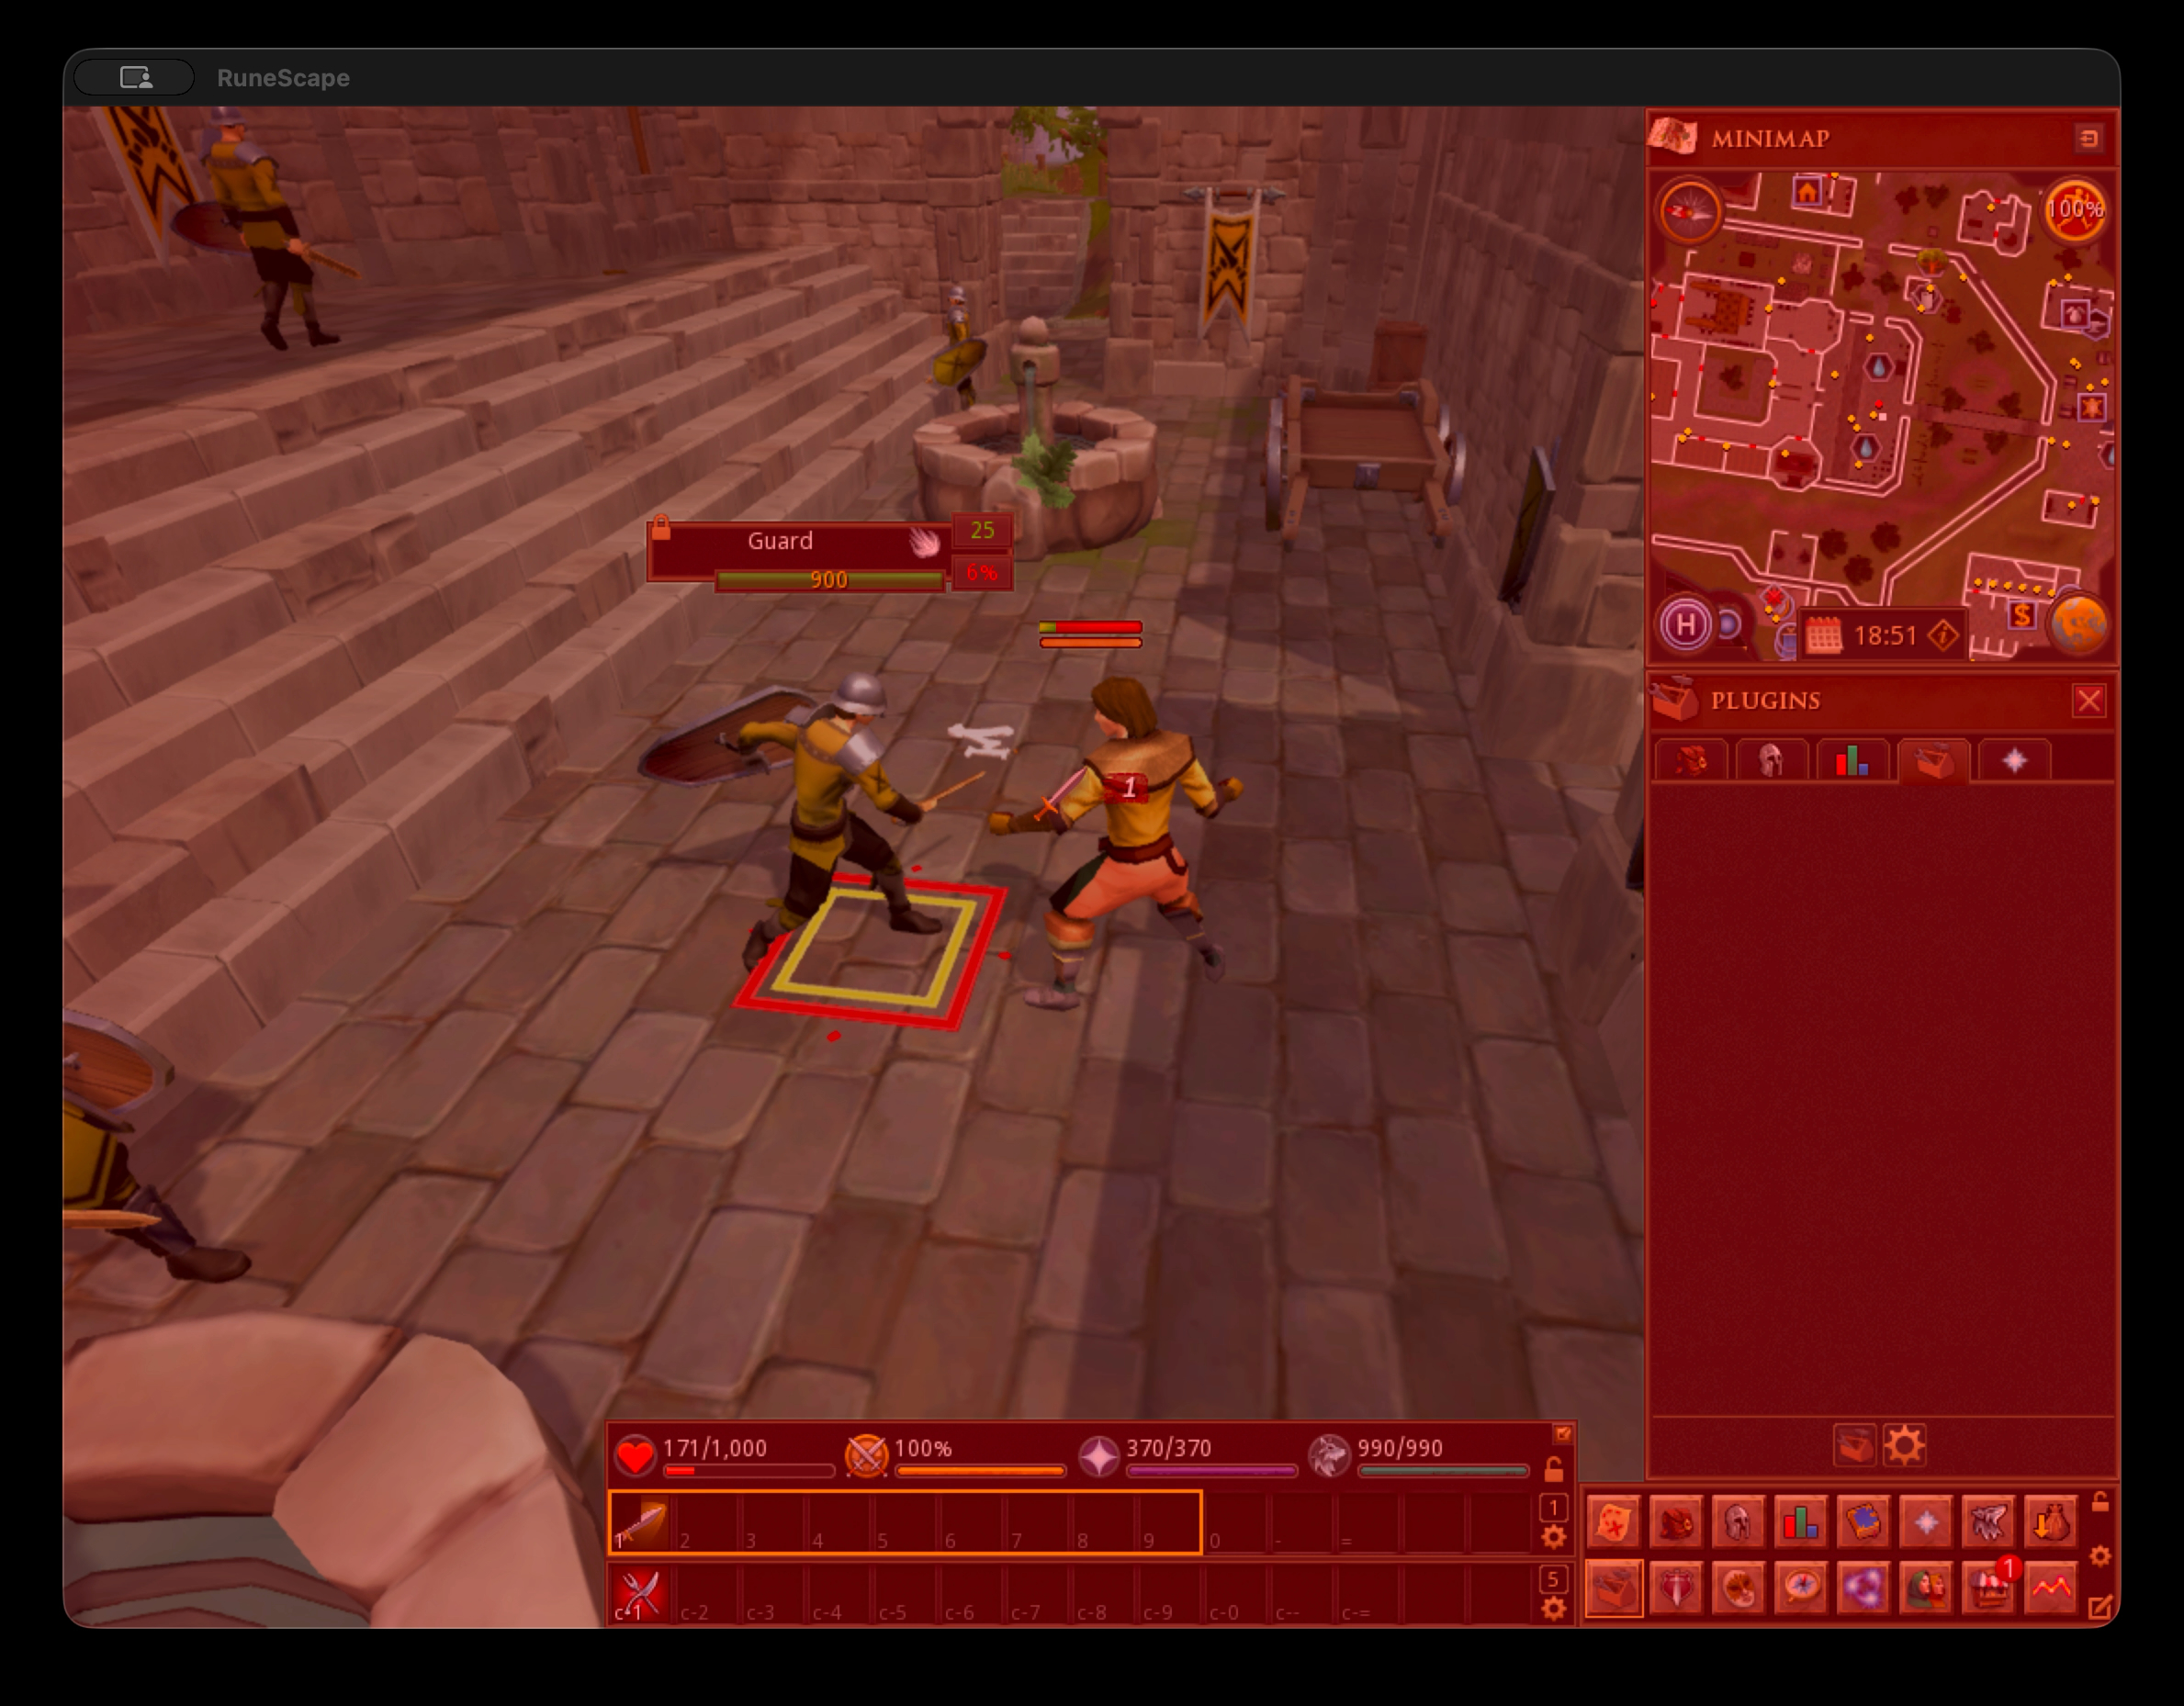 RuneScape
MINIMAP
100%
H
$
18:51
Guard
25
900
6%
1
PLUGINS
171/1,000
100%
370/370
990/990
1
2
3
4
5
6
7
8
9
0
-
=
1
c-1
c-2
c-3
c-4
c-5
c-6
c-7
c-8
c-9
c-0
c--
c-=
5
1